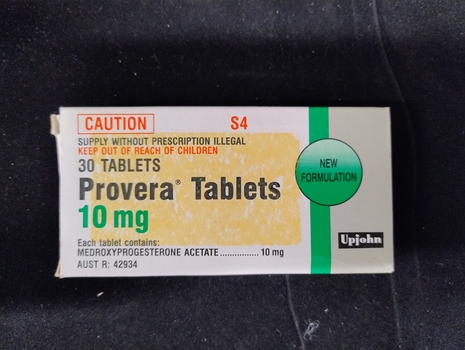 CAUTION S4
SUPPLY WITHOUT PRESCRIPTION ILLEGAL
KEEP OUT OF REACH OF CHILDREN
30 TABLETS
Provera® Tablets
10 mg
Each tablet contains:
MEDROXYPROGESTERONE ACETATE ................ 10 mg
AUST R: 42934
NEW
FORMULATION
Upjohn